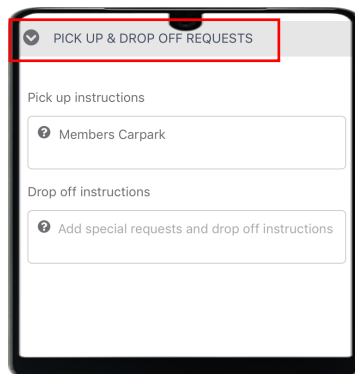 PICK UP & DROP OFF REQUESTS
Pick up instructions
Members Carpark
Drop off instructions
Add special requests and drop off instructions